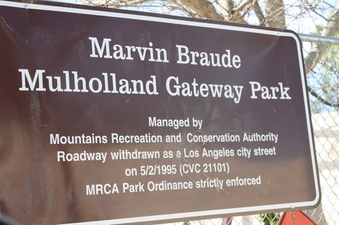 Marvin Braude
Mulholland Gateway Park
Managed by
Mountains Recreation and Conservation Authority
Roadway withdrawn as a Los Angeles city street
on 5/2/1995 (CVC 21101)
MRCA Park Ordinance strictly enforced